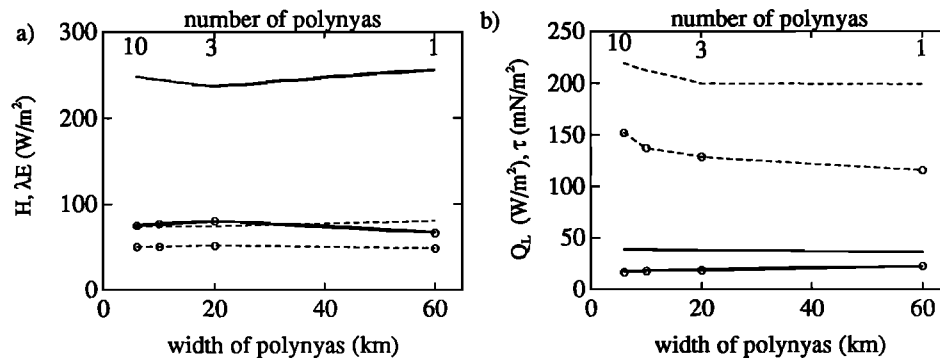 a)
number of polynyas
10 3 1
300
200
100
0
H, λE (W/m²)
0 20 40 60
width of polynyas (km)
b)
number of polynyas
10 3 1
250
200
150
100
50
0
Q_L (W/m²), τ (mN/m²)
0 20 40 60
width of polynyas (km)